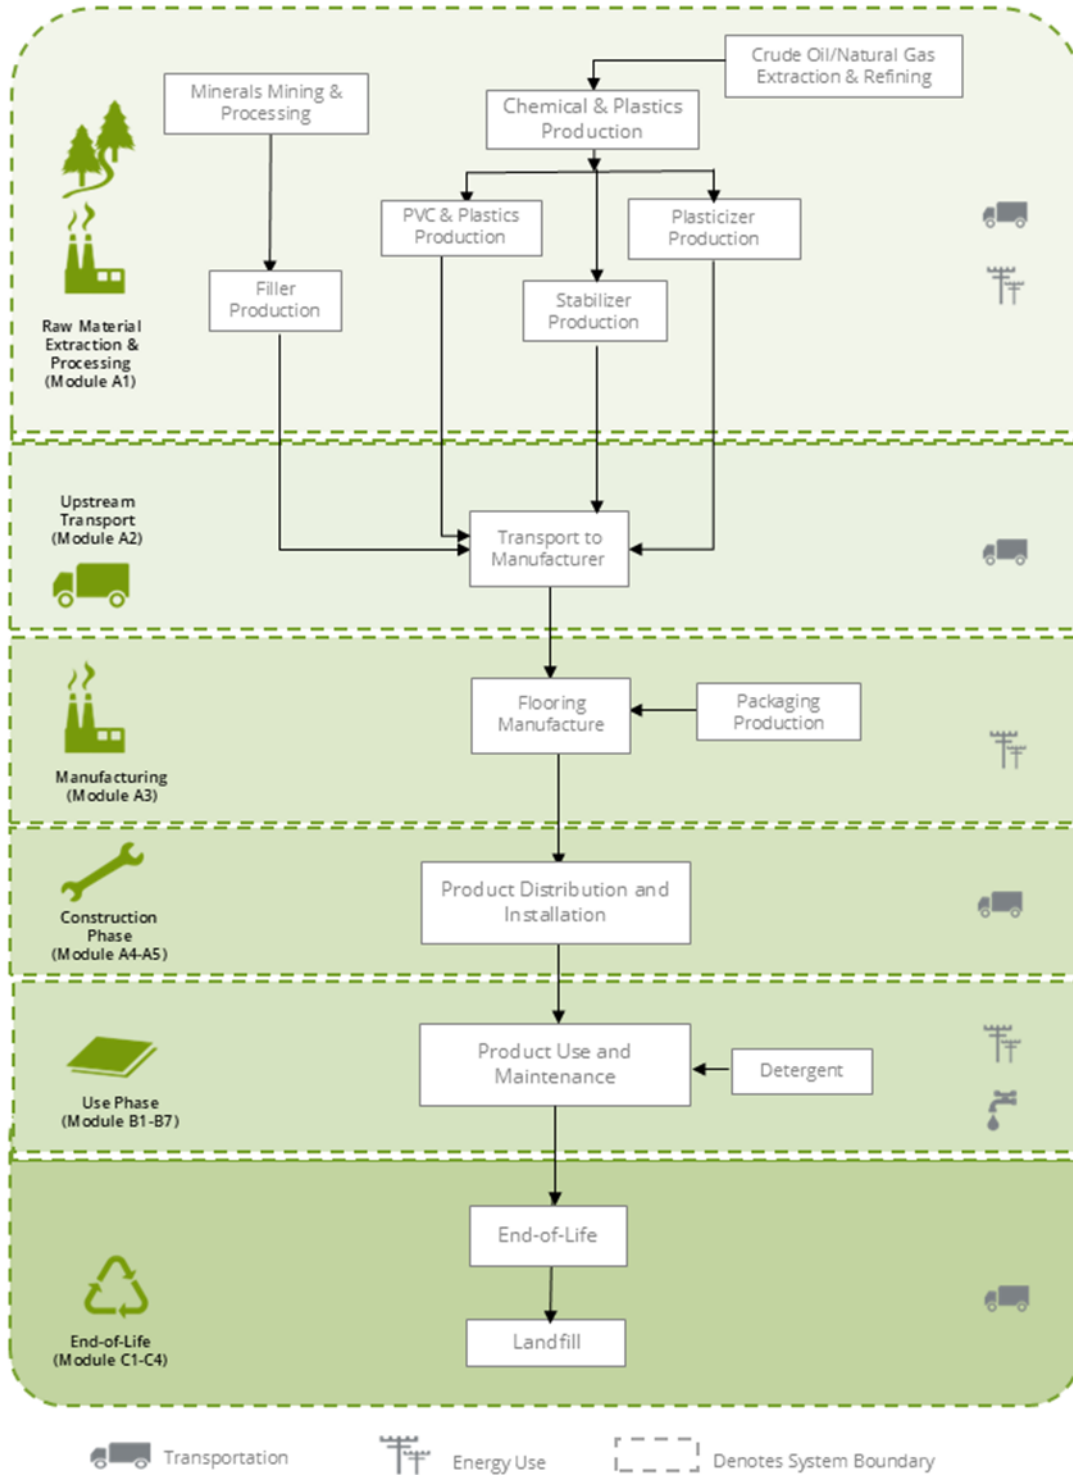 Crude Oil/Natural Gas
Extraction & Refining
Minerals Mining &
Processing
Chemical & Plastics
Production
PVC & Plastics
Production
Plasticizer
Production
Filler
Production
Stabilizer
Production
Raw Material
Extraction &
Processing
(Module A1)
Upstream
Transport
(Module A2)
Transport to
Manufacturer
Flooring
Manufacture
Packaging
Production
Manufacturing
(Module A3)
Product Distribution and
Installation
Construction
Phase
(Module A4-A5)
Product Use and
Maintenance
Detergent
Use Phase
(Module B1-B7)
End-of-Life
Landfill
End-of-Life
(Module C1-C4)
Transportation
Energy Use
Denotes System Boundary